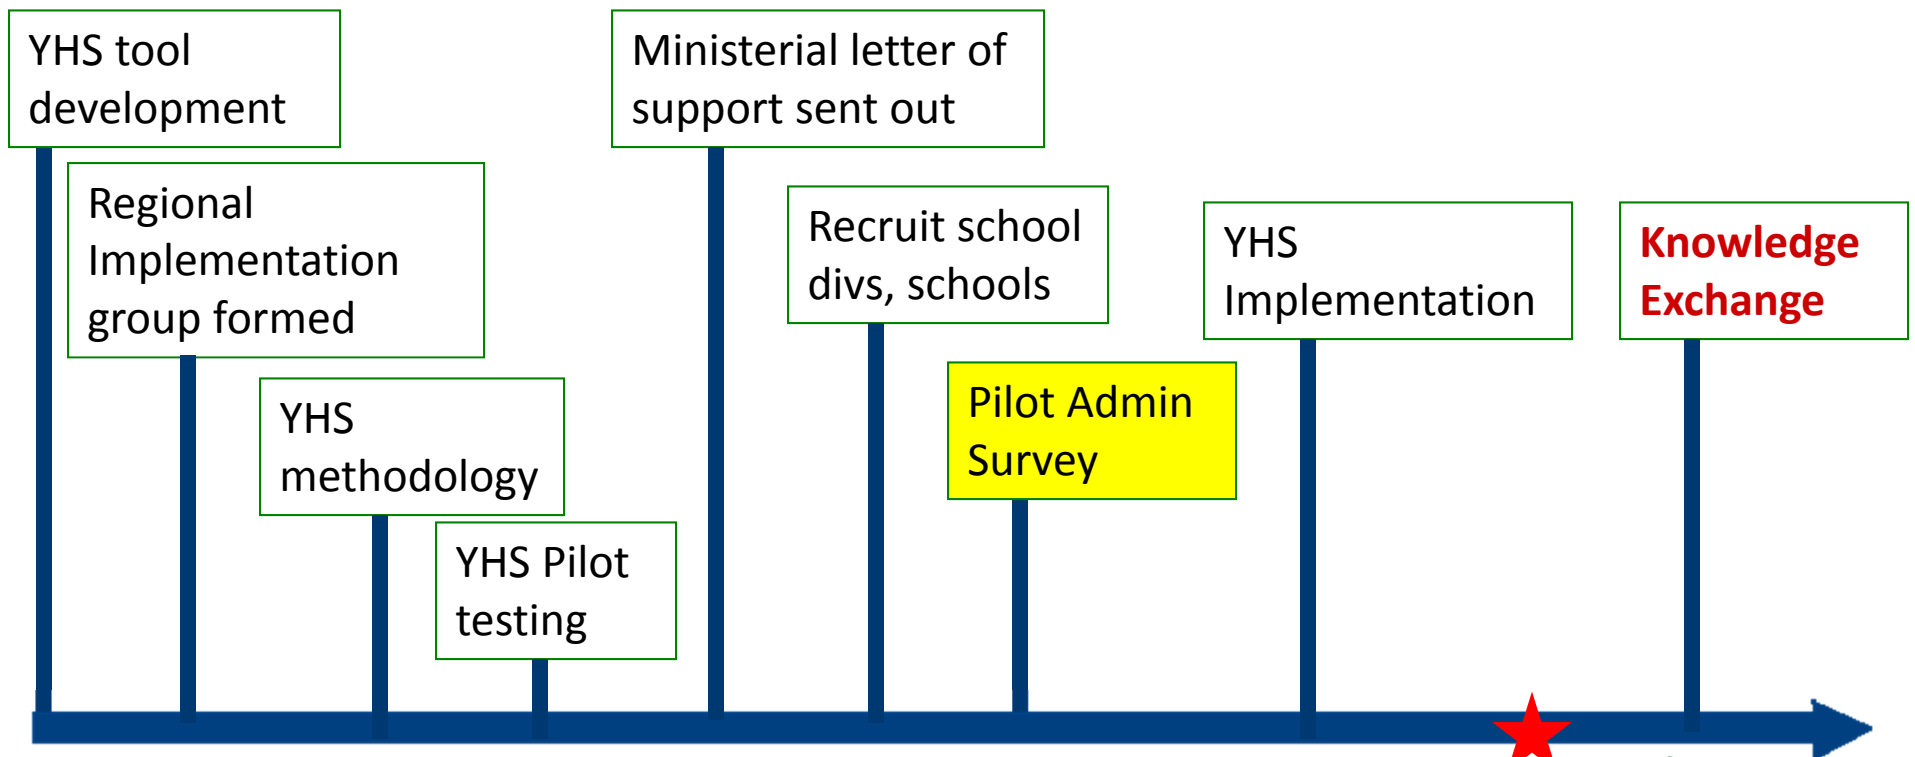 YHS tool
development
Regional
Implementation
group formed
YHS
methodology
YHS Pilot
testing
Ministerial letter of
support sent out
Recruit school
divs, schools
Pilot Admin
Survey
YHS
Implementation
Knowledge
Exchange